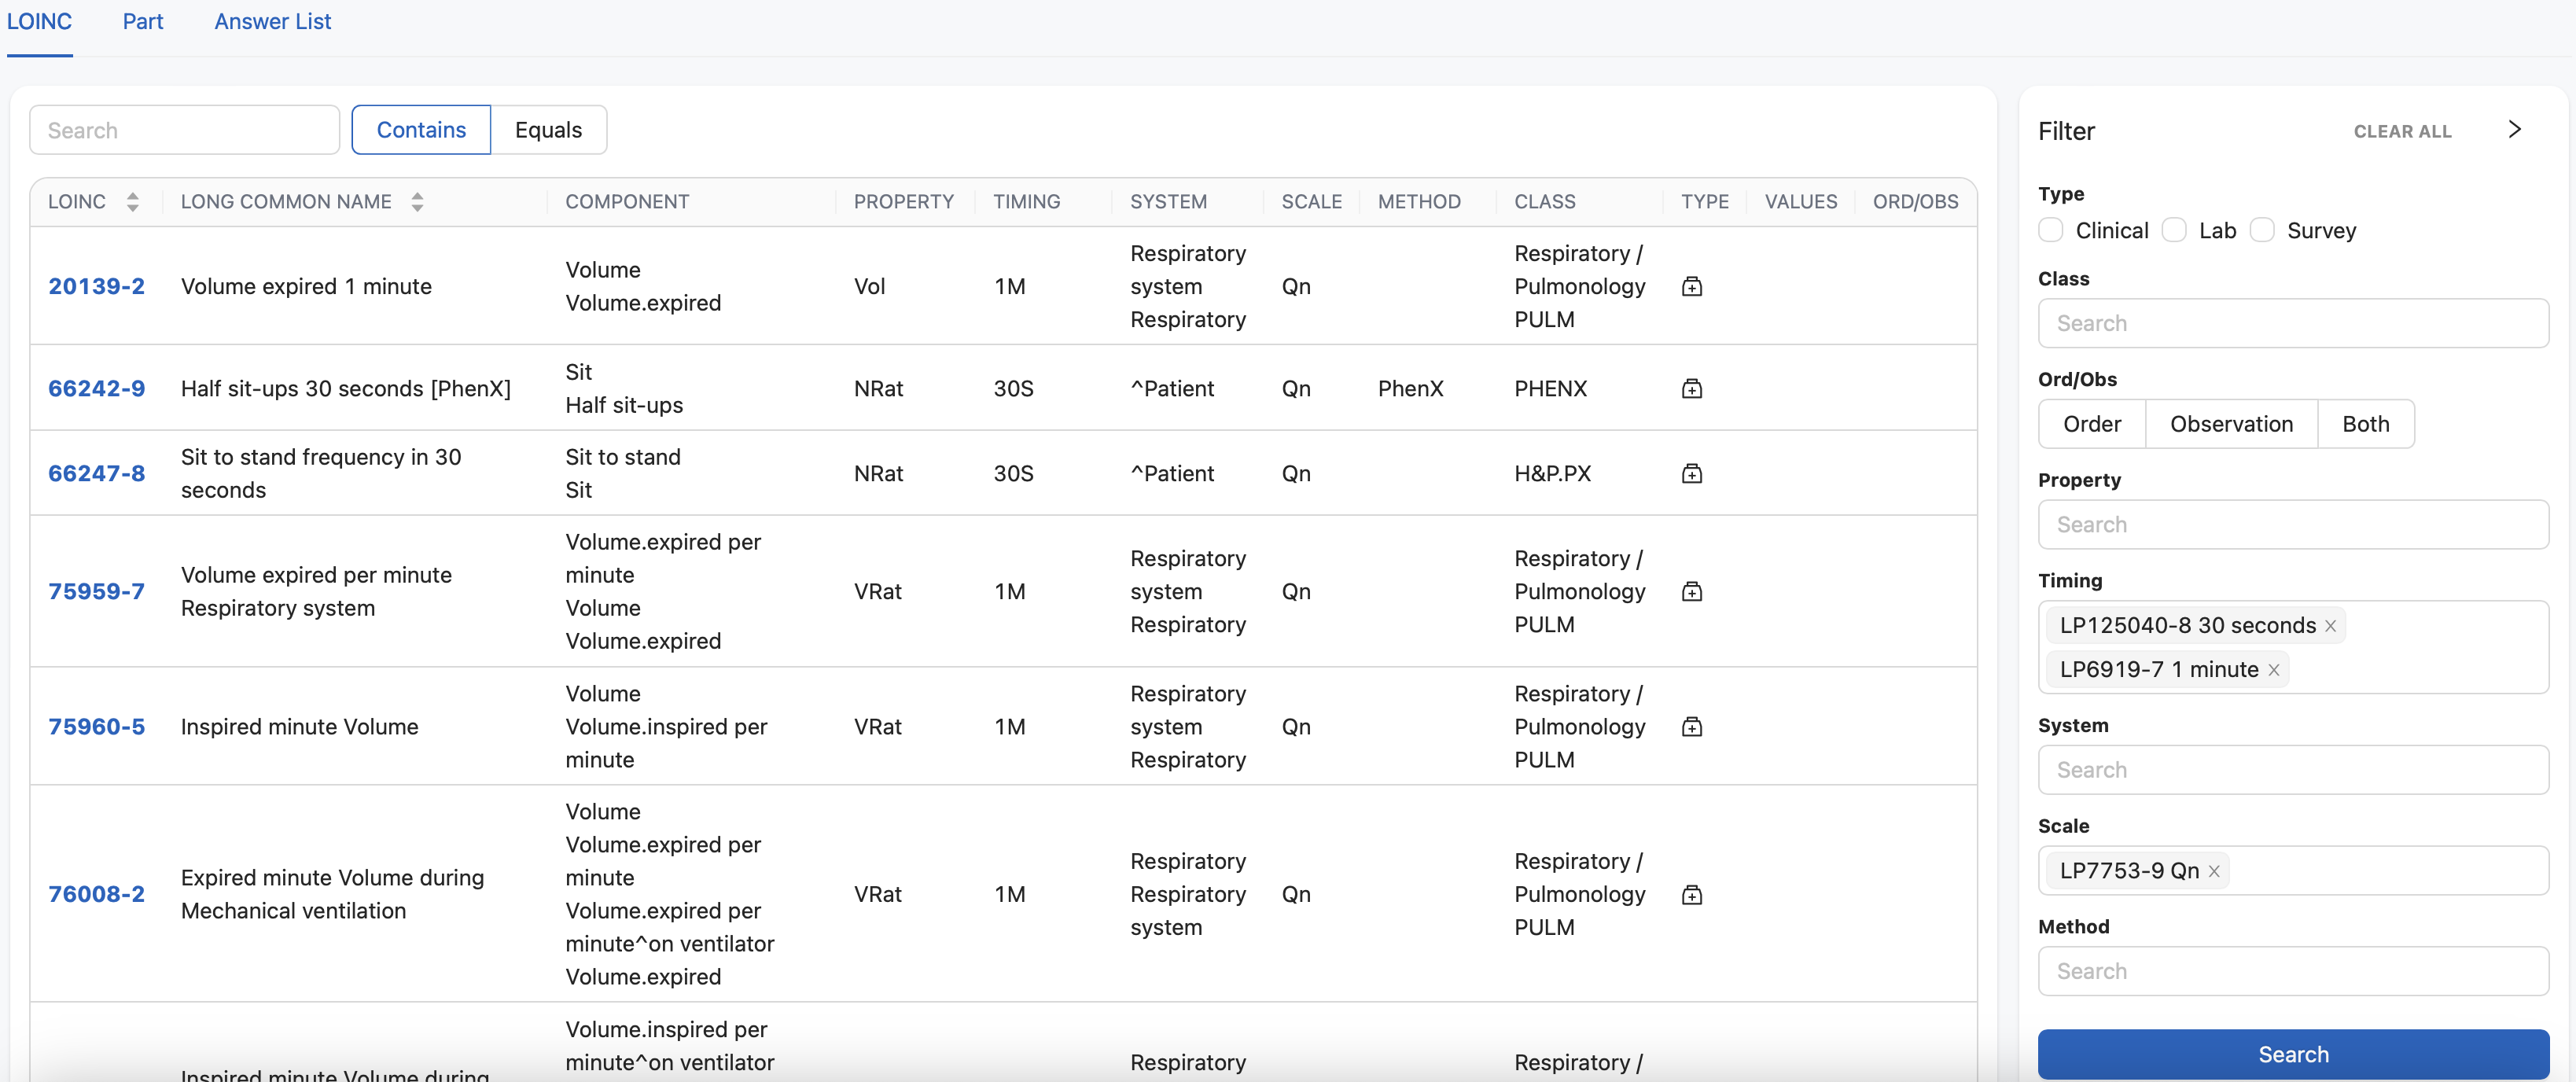 LOINC Part Answer List
Search Contains Equals
LOINC LONG COMMON NAME COMPONENT PROPERTY TIMING SYSTEM SCALE METHOD CLASS TYPE VALUES ORD/OBS
20139-2
Volume expired 1 minute
Volume
Volume.expired
Vol
1M
Respiratory
system
Respiratory
Qn
Respiratory /
Pulmonology
PULM
66242-9
Half sit-ups 30 seconds [PhenX]
Sit
Half sit-ups
NRat
30S
^Patient
Qn
PhenX
PHENX
66247-8
Sit to stand frequency in 30
seconds
Sit to stand
Sit
NRat
30S
^Patient
Qn
H&P.PX
75959-7
Volume expired per minute
Respiratory system
Volume.expired per
minute
Volume
Volume.expired
VRat
1M
Respiratory
system
Respiratory
Qn
Respiratory /
Pulmonology
PULM
75960-5
Inspired minute Volume
Volume
Volume.inspired per
minute
VRat
1M
Respiratory
system
Respiratory
Qn
Respiratory /
Pulmonology
PULM
76008-2
Expired minute Volume during
Mechanical ventilation
Volume
Volume.expired per
minute
Volume.expired per
minute^on ventilator
Volume.expired
VRat
1M
Respiratory
Respiratory
system
Qn
Respiratory /
Pulmonology
PULM
Inspired minute Volume during
Volume.inspired per
minute^on ventilator
Respiratory
Respiratory /
Filter CLEAR ALL
Type
Clinical Lab Survey
Class
Search
Ord/Obs
Order Observation Both
Property
Search
Timing
LP125040-8 30 seconds
LP6919-7 1 minute
System
Search
Scale
LP7753-9 Qn
Method
Search
Search